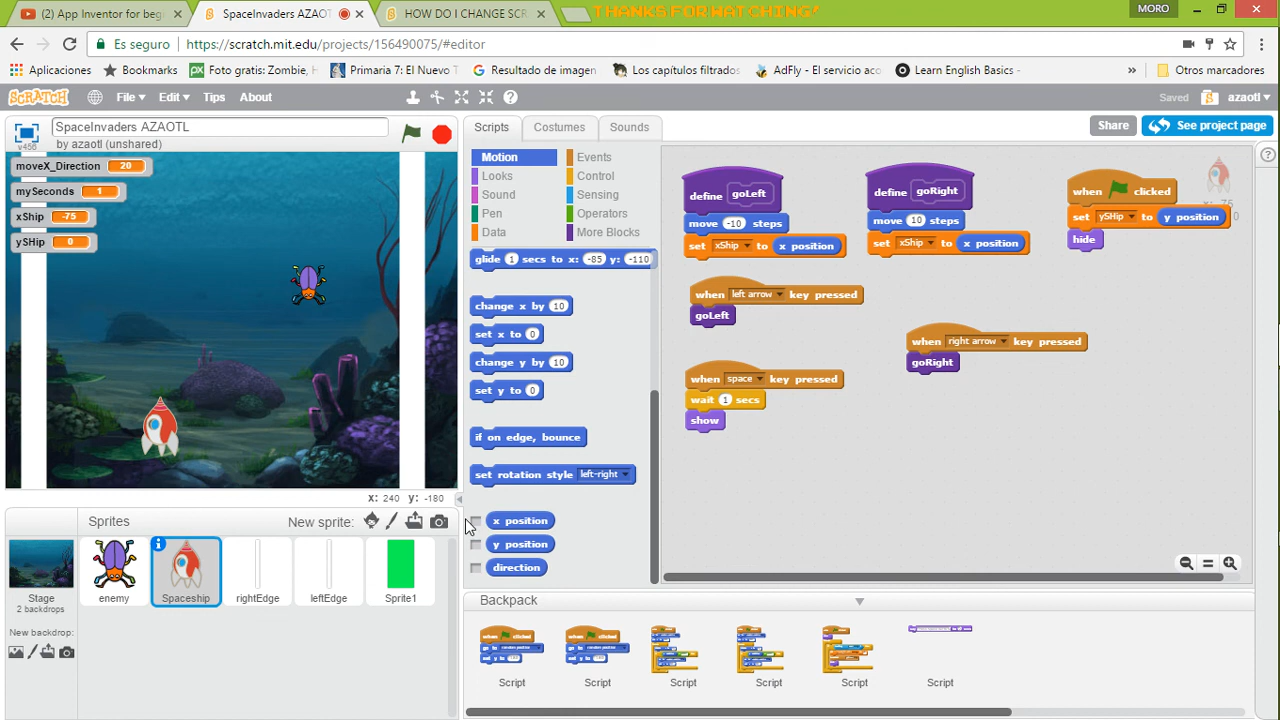 (2) App Inventor for beg
SpaceInvaders AZAOTL
HOW DO I CHANGE SCR
THANKS FOR WATCHING*
MORO
Es seguro
https://scratch.mit.edu/projects/156490075/#editor
Aplicaciones
Bookmarks
Foto gratis: Zombie, H
Primaria 7: El Nuevo T
Resultado de imagen
Los capítulos filtrados
AdFly - El servicio aco
Learn English Basics -
Otros marcadores
SCRATCH
File
Edit
Tips
About
Saved
azaotl
v456
SpaceInvaders AZAOTL
by azaotl (unshared)
Scripts
Costumes
Sounds
Share
See project page
moveX_Direction 20
mySeconds 1
xShip -75
ySHip 0
Motion
Looks
Sound
Pen
Data
Events
Control
Sensing
Operators
More Blocks
glide 1 secs to x: -85 y: -110
change x by 10
set x to 0
change y by 10
set y to 0
if on edge, bounce
set rotation style left-right
x position
y position
direction
define goLeft
move -10 steps
set xShip to x position
define goRight
move 10 steps
set xShip to x position
when clicked
set ySHip to y position
hide
when left arrow key pressed
goLeft
when right arrow key pressed
goRight
when space key pressed
wait 1 secs
show
x: 240 y: -180
Sprites
New sprite:
Stage
2 backdrops
New backdrop:
enemy
Spaceship
rightEdge
leftEdge
Sprite1
Backpack
Script
Script
Script
Script
Script
Script